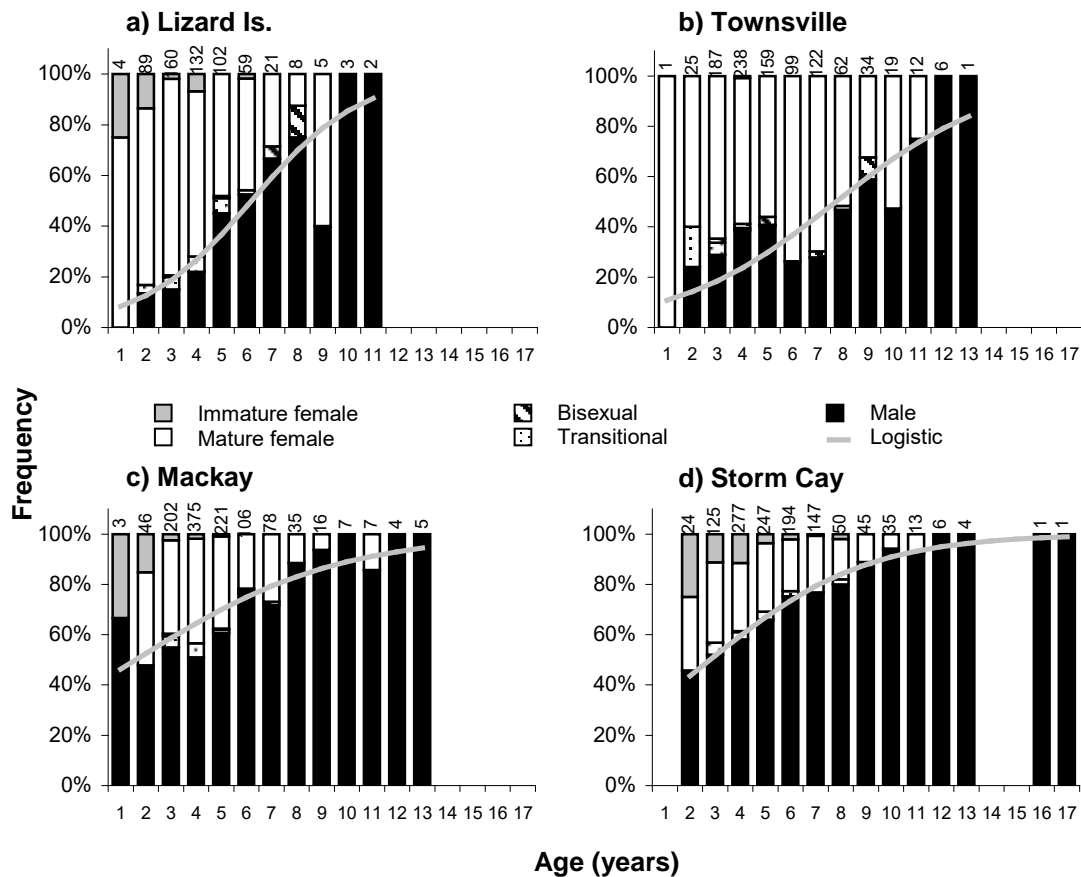 a) Lizard Is.
4 89 160 132 102 59 21 8 5 3 2
100%
80%
60%
40%
20%
0%
1 2 3 4 5 6 7 8 9 10 11 12 13 14 15 16 17
b) Townsville
1 25 187 238 159 99 122 62 34 19 12 6 1
100%
80%
60%
40%
20%
0%
1 2 3 4 5 6 7 8 9 10 11 12 13 14 15 16 17
Frequency
Immature female
Mature female
Bisexual
Transitional
Male
Logistic
c) Mackay
3 46 202 375 221 06 78 35 16 7 7 4 5
100%
80%
60%
40%
20%
0%
1 2 3 4 5 6 7 8 9 10 11 12 13 14 15 16 17
d) Storm Cay
24 125 277 247 194 147 50 45 35 13 6 4 1 1
100%
80%
60%
40%
20%
0%
1 2 3 4 5 6 7 8 9 10 11 12 13 14 15 16 17
Age (years)